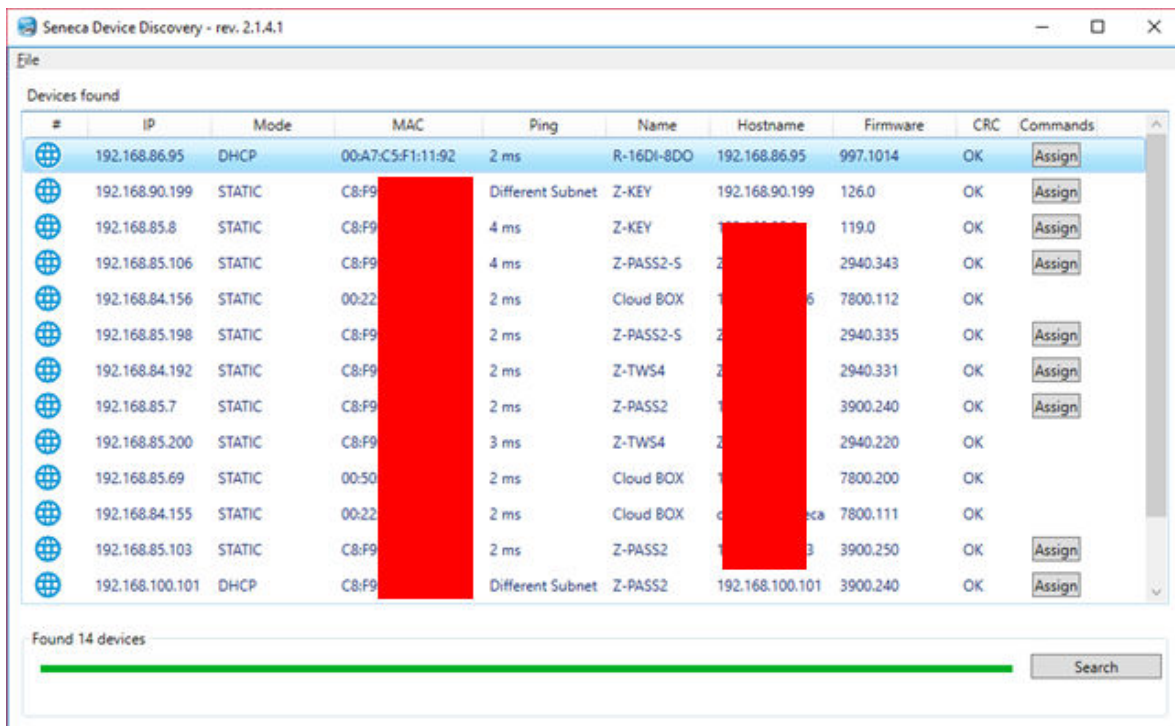 Seneca Device Discovery - rev. 2.1.4.1
File
Devices found
# IP Mode MAC Ping Name Hostname Firmware CRC Commands
192.168.86.95 DHCP 00:A7:C5:F1:11:92 2 ms R-16DI-8DO 192.168.86.95 997.1014 OK Assign
192.168.90.199 STATIC C8:F9 Different Subnet Z-KEY 192.168.90.199 126.0 OK Assign
192.168.85.8 STATIC C8:F9 4 ms Z-KEY 119.0 OK Assign
192.168.85.106 STATIC C8:F9 4 ms Z-PASS2-S 2940.343 OK Assign
192.168.84.156 STATIC 00:22 2 ms Cloud BOX 7800.112 OK
192.168.85.198 STATIC C8:F9 2 ms Z-PASS2-S 2940.335 OK Assign
192.168.84.192 STATIC C8:F9 2 ms Z-TWS4 2940.331 OK Assign
192.168.85.7 STATIC C8:F9 2 ms Z-PASS2 3900.240 OK Assign
192.168.85.200 STATIC C8:F9 3 ms Z-TWS4 2940.220 OK
192.168.85.69 STATIC 00:50 2 ms Cloud BOX 7800.200 OK
192.168.84.155 STATIC 00:22 2 ms Cloud BOX 7800.111 OK
192.168.85.103 STATIC C8:F9 2 ms Z-PASS2 3900.250 OK Assign
192.168.100.101 DHCP C8:F9 Different Subnet Z-PASS2 192.168.100.101 3900.240 OK Assign
Found 14 devices
Search